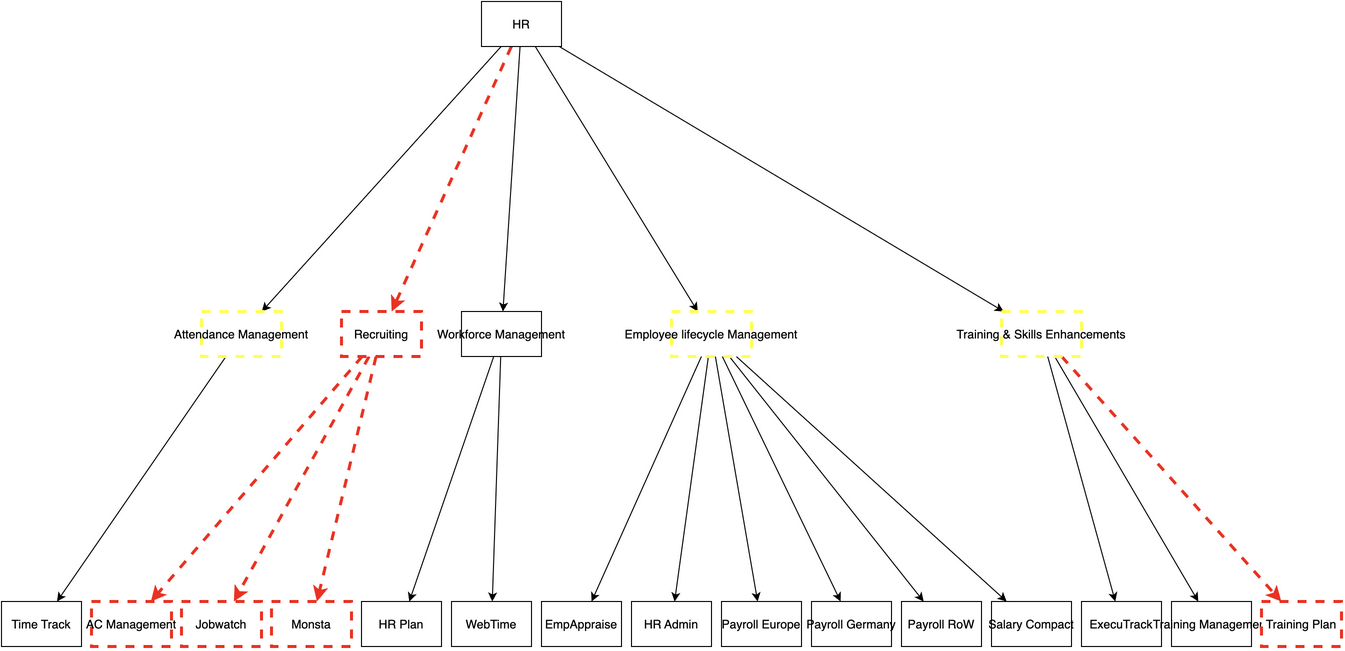 HR
Attendance Management
Recruiting
Workforce Management
Employee lifecycle Management
Training & Skills Enhancements
Time Track
AC Management
Jobwatch
Monsta
HR Plan
WebTime
EmpAppraise
HR Admin
Payroll Europe
Payroll Germany
Payroll RoW
Salary Compact
ExecuTrack
Training Managemer
Training Plan